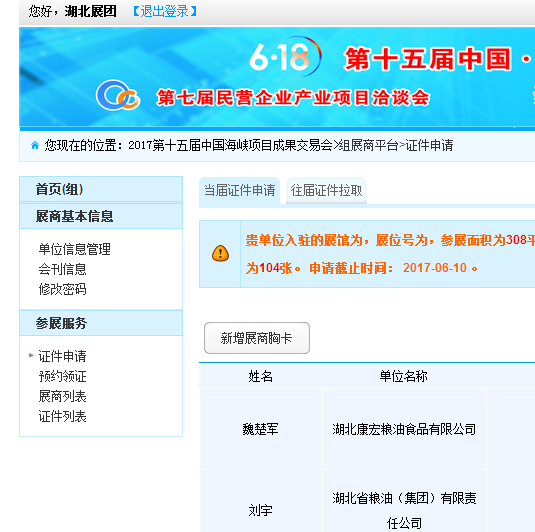 您好，湖北展团 【退出登录】
6·18 第十五届中国·
第七届民营企业产业项目洽谈会
您现在的位置：2017第十五届中国海峡项目成果交易会>组展商平台>证件申请
首页(组)
展商基本信息
单位信息管理
会刊信息
修改密码
参展服务
证件申请
预约领证
展商列表
证件列表
当届证件申请 往届证件拉取
贵单位入驻的展馆为，展位号为，参展面积为308平
为104张。申请截止时间： 2017-06-10 。
新增展商胸卡
姓名 单位名称
魏楚军 湖北康宏粮油食品有限公司
刘宇 湖北省粮油（集团）有限责
任公司